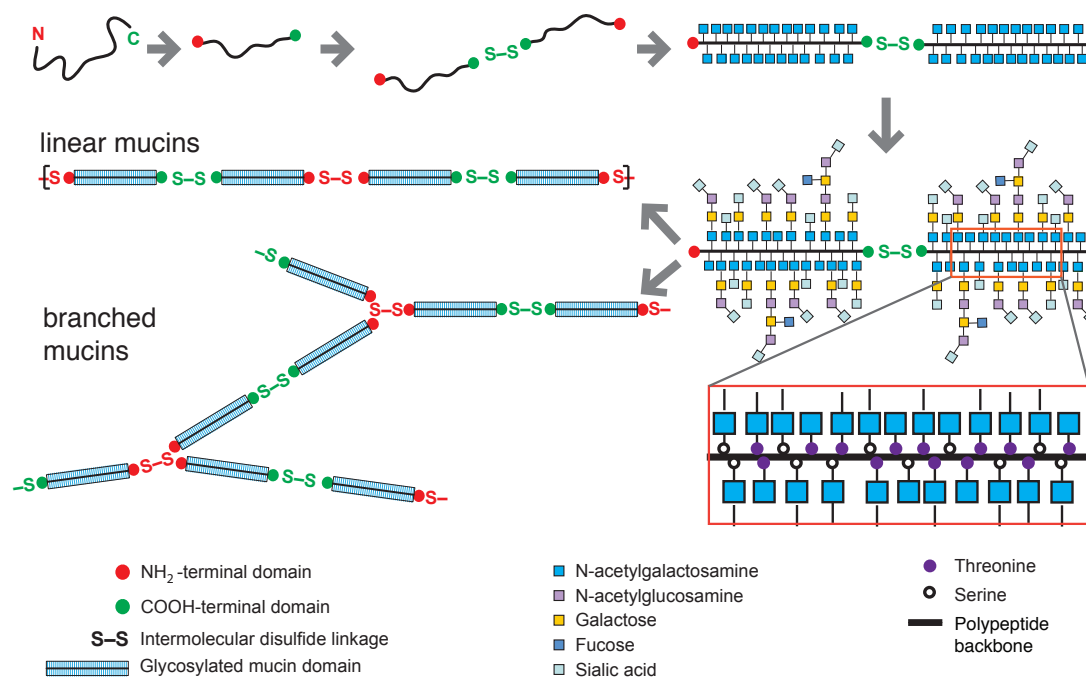 N
C
S–S
S–S
linear mucins
S
S–S
S–S
S–S
S
S–S
–S
branched
mucins
S–S
S–S
S–
S–S
S–S
–S
S–S
S–
NH2-terminal domain
COOH-terminal domain
S–S Intermolecular disulfide linkage
Glycosylated mucin domain
N-acetylgalactosamine
N-acetylglucosamine
Galactose
Fucose
Sialic acid
Threonine
Serine
Polypeptide
backbone